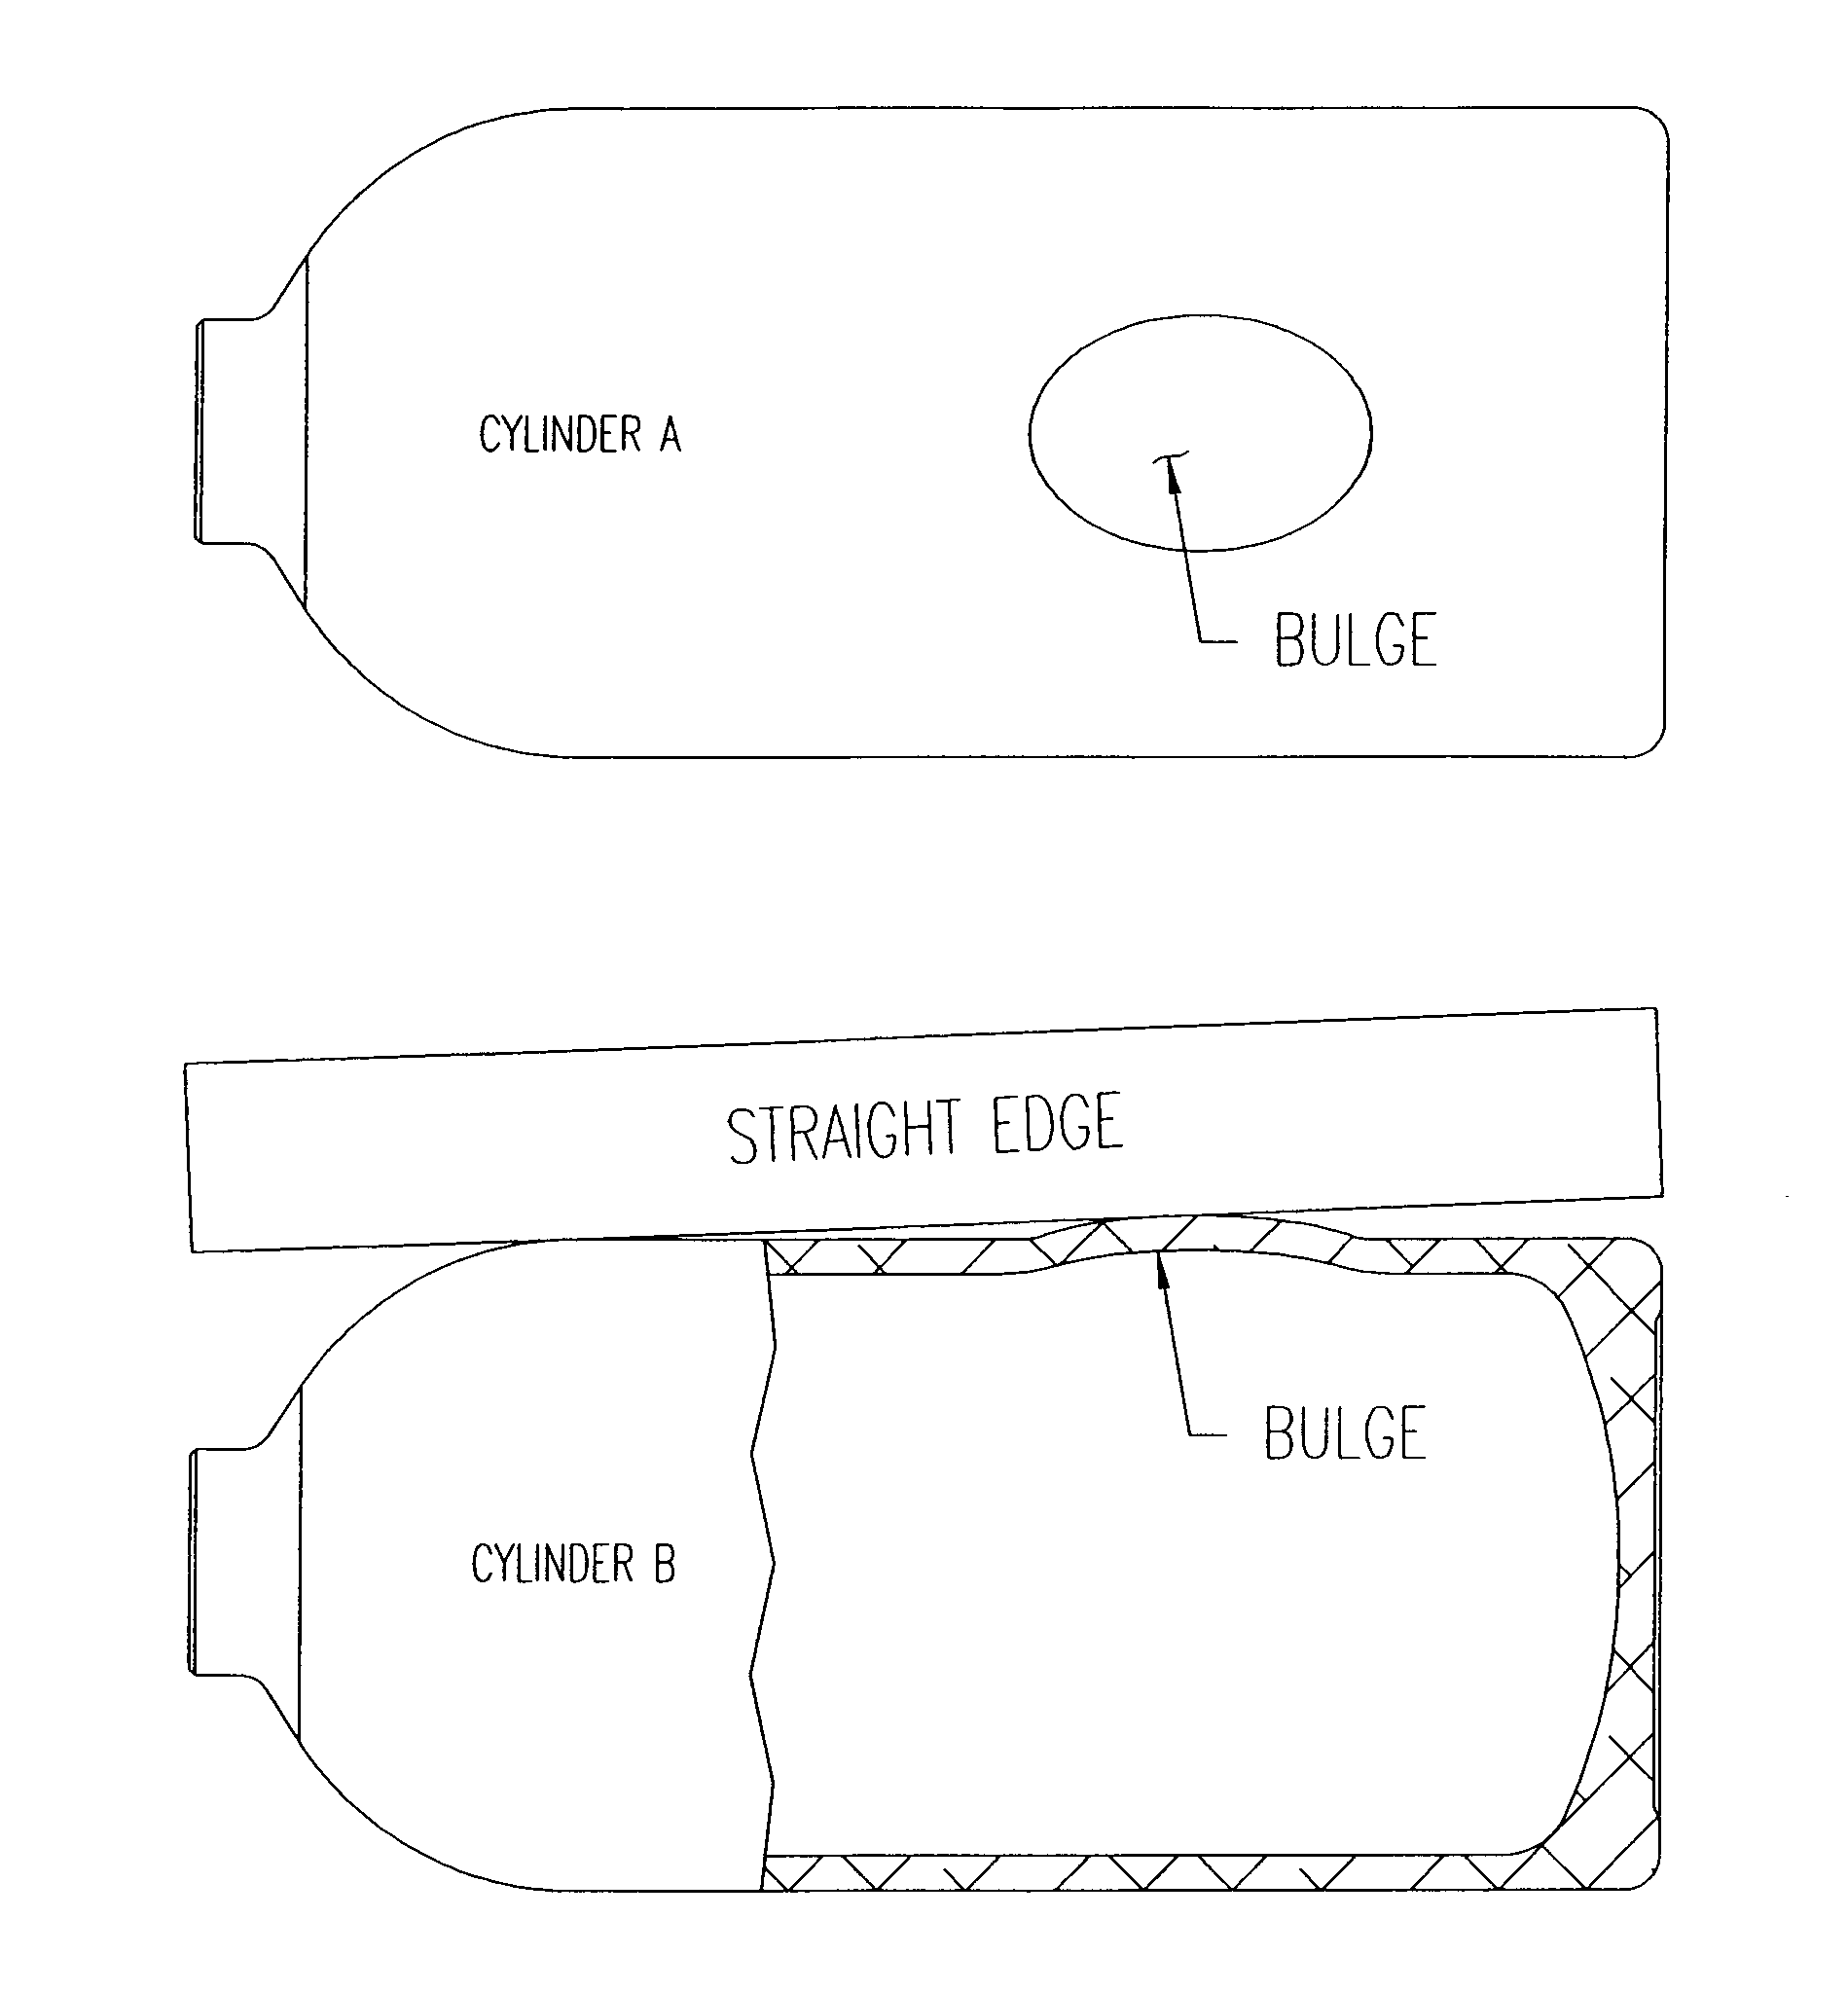 CYLINDER A
BULGE
STRAIGHT EDGE
BULGE
CYLINDER B